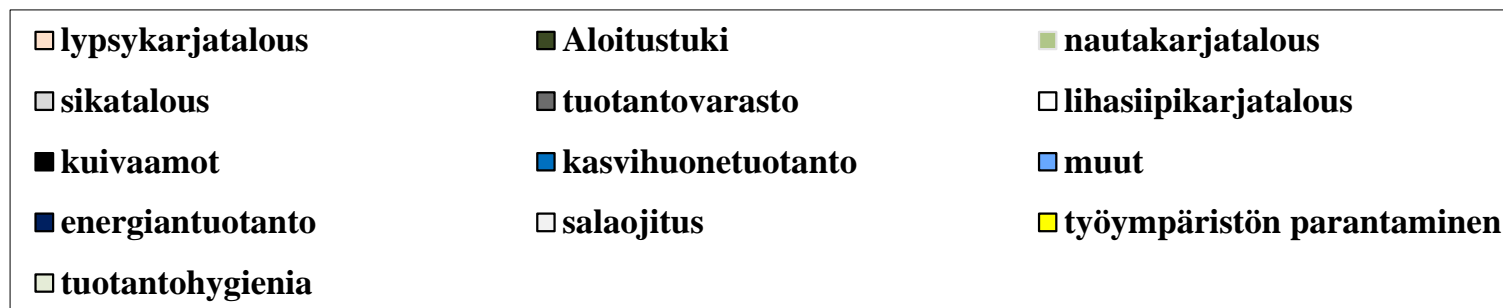 lypsykarjatalous Aloitustuki nautakarjatalous
sikatalous tuotantovarasto lihasiipikarjatalous
kuivaamot kasvihuonetuotanto muut
energiantuotanto salaojitus työympäristön parantaminen
tuotantohygienia